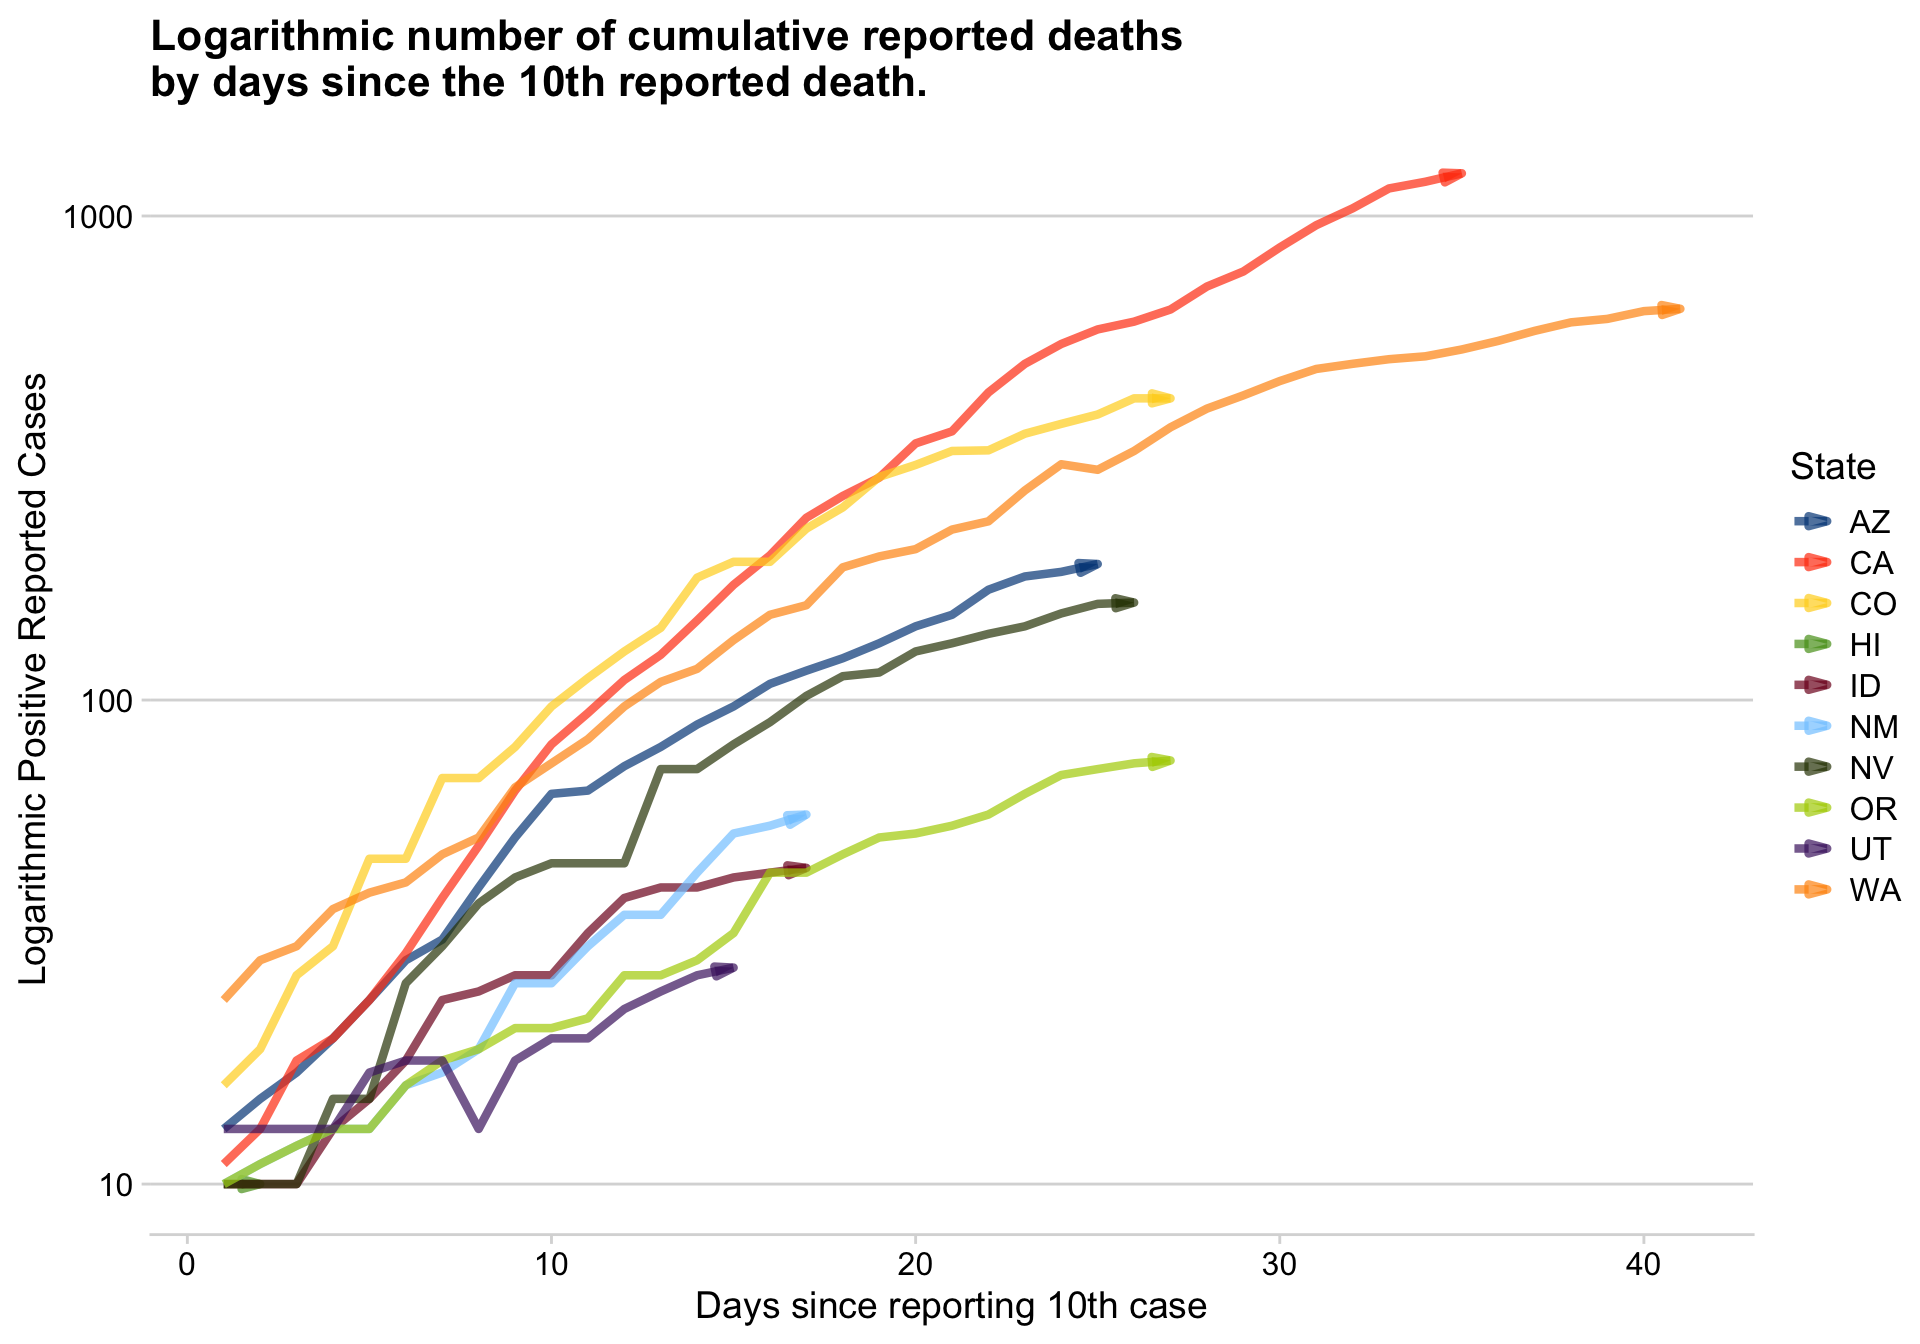 Logarithmic number of cumulative reported deaths
by days since the 10th reported death.
Logarithmic Positive Reported Cases
1000
100
10
0
10
20
30
40
Days since reporting 10th case
State
AZ
CA
CO
HI
ID
NM
NV
OR
UT
WA